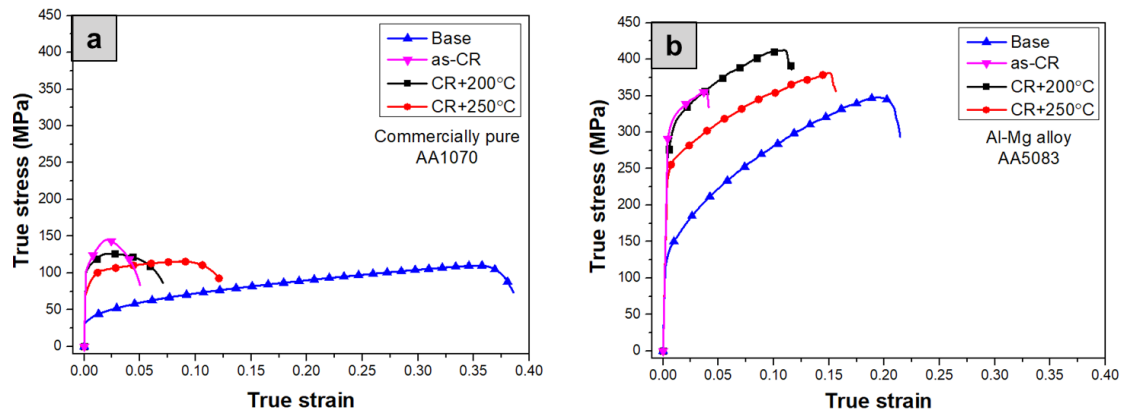 a
Base
as-CR
CR+200°C
CR+250°C
Commercially pure
AA1070
True stress (MPa)
450
400
350
300
250
200
150
100
50
0
0.00 0.05 0.10 0.15 0.20 0.25 0.30 0.35 0.40
True strain
b
Base
as-CR
CR+200°C
CR+250°C
Al-Mg alloy
AA5083
True stress (MPa)
450
400
350
300
250
200
150
100
50
0
0.00 0.05 0.10 0.15 0.20 0.25 0.30 0.35 0.40
True strain